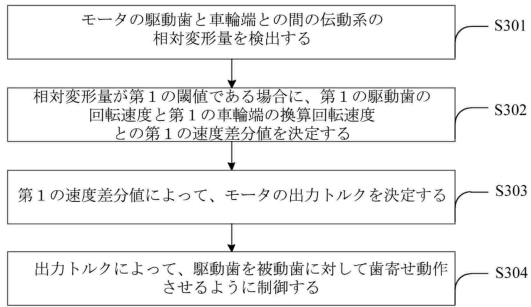 モータの駆動歯と車輪端との間の伝動系の
相対変形量を検出する
S301
相対変形量が第1の閾値である場合に、第1の駆動歯の
回転速度と第1の車輪端の換算回転速度
との第1の速度差分値を決定する
S302
第1の速度差分値によって、モータの出力トルクを決定する
S303
出力トルクによって、駆動歯を被動歯に対して歯寄せ動作
させるように制御する
S304